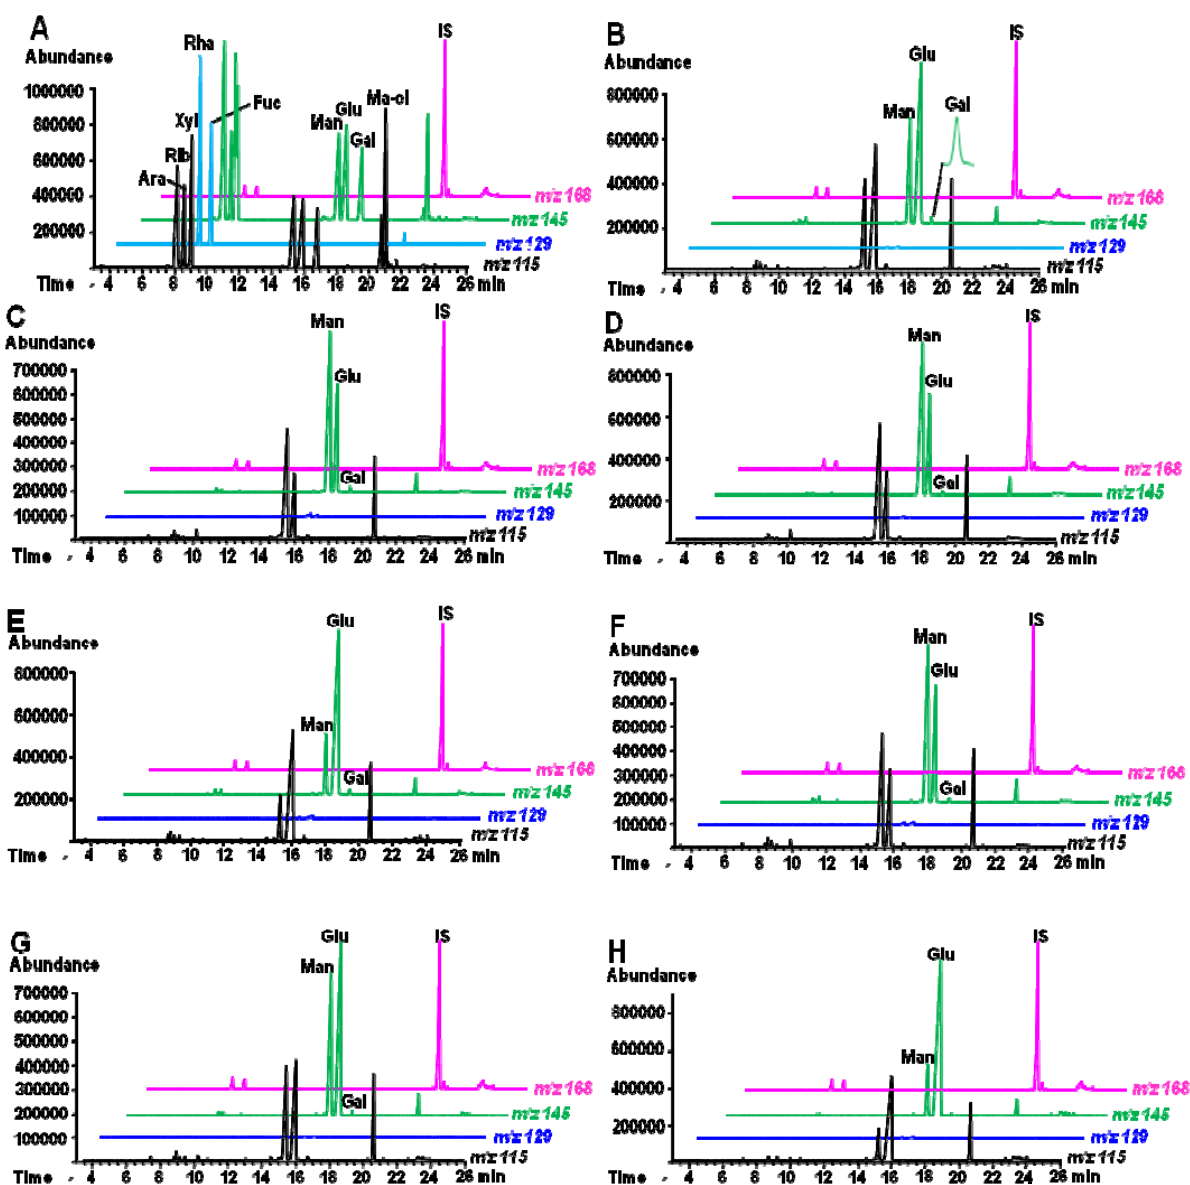 A
Abundance
1000000
800000
600000
400000
200000
Ara
Rib
Xyl
Rha
Fuc
Man
Glu
Gal
Ma-ol
IS
m/z 168
m/z 145
m/z 129
m/z 115
Time 4 6 8 10 12 14 16 18 20 22 24 26 min
B
Abundance
800000
600000
400000
200000
Man
Glu
Gal
IS
m/z 168
m/z 145
m/z 129
m/z 115
Time 4 6 8 10 12 14 16 18 20 22 24 26 min
C
Abundance
700000
600000
500000
400000
300000
200000
100000
Man
Glu
Gal
IS
m/z 168
m/z 145
m/z 129
m/z 115
Time 4 6 8 10 12 14 16 18 20 22 24 26 min
D
Abundance
800000
600000
400000
200000
Man
Glu
Gal
IS
m/z 168
m/z 145
m/z 129
m/z 115
Time 4 6 8 10 12 14 16 18 20 22 24 26 min
E
Abundance
800000
600000
400000
200000
Man
Glu
Gal
IS
m/z 168
m/z 145
m/z 129
m/z 115
Time 4 6 8 10 12 14 16 18 20 22 24 26 min
F
Abundance
700000
600000
500000
400000
300000
200000
100000
Man
Glu
Gal
IS
m/z 168
m/z 145
m/z 129
m/z 115
Time 4 6 8 10 12 14 16 18 20 22 24 26 min
G
Abundance
700000
600000
500000
400000
300000
200000
100000
Man
Glu
Gal
IS
m/z 168
m/z 145
m/z 129
m/z 115
Time 4 6 8 10 12 14 16 18 20 22 24 26 min
H
Abundance
800000
600000
400000
200000
Man
Glu
IS
m/z 168
m/z 145
m/z 129
m/z 115
Time 4 6 8 10 12 14 16 18 20 22 24 26 min